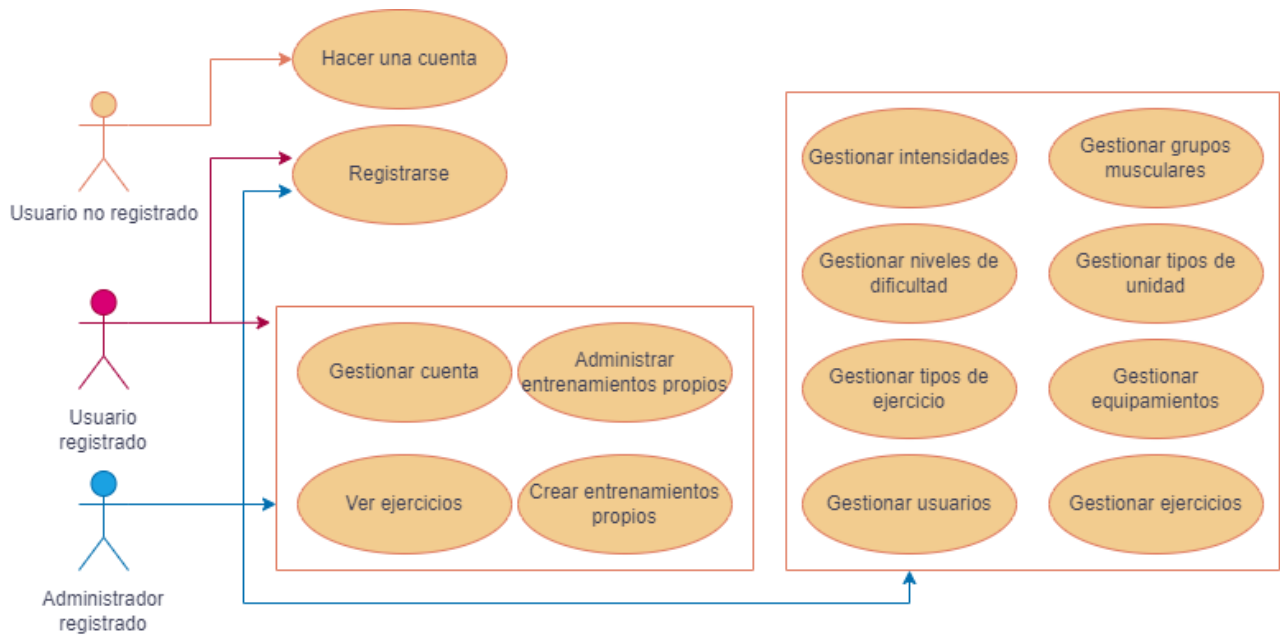 Hacer una cuenta
Registrarse
Usuario no registrado
Usuario
registrado
Administrador
registrado
Gestionar cuenta
Administrar
entrenamientos propios
Ver ejercicios
Crear entrenamientos
propios
Gestionar intensidades
Gestionar grupos
musculares
Gestionar niveles de
dificultad
Gestionar tipos de
unidad
Gestionar tipos de
ejercicio
Gestionar
equipamientos
Gestionar usuarios
Gestionar ejercicios